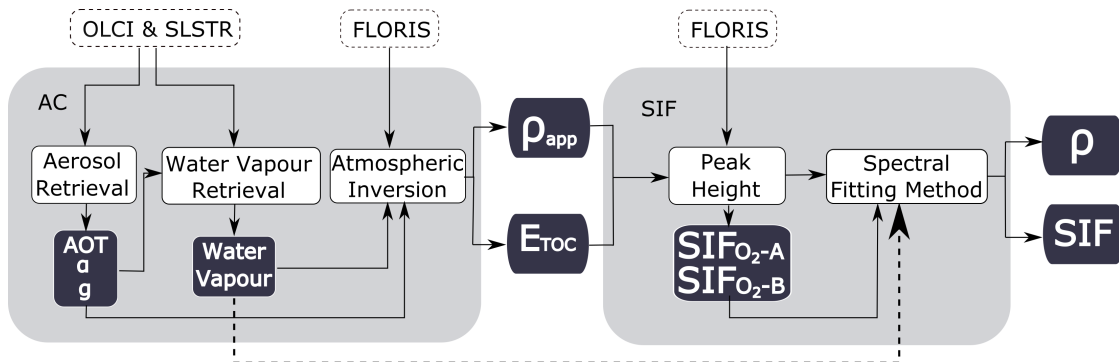 OLCI & SLSTR
FLORIS
FLORIS
AC
SIF
Aerosol
Retrieval
Water Vapour
Retrieval
Atmospheric
Inversion
ρapp
Peak
Height
Spectral
Fitting Method
ρ
AOT
α
g
Water
Vapour
ETOC
SIFO₂-A
SIFO₂-B
SIF